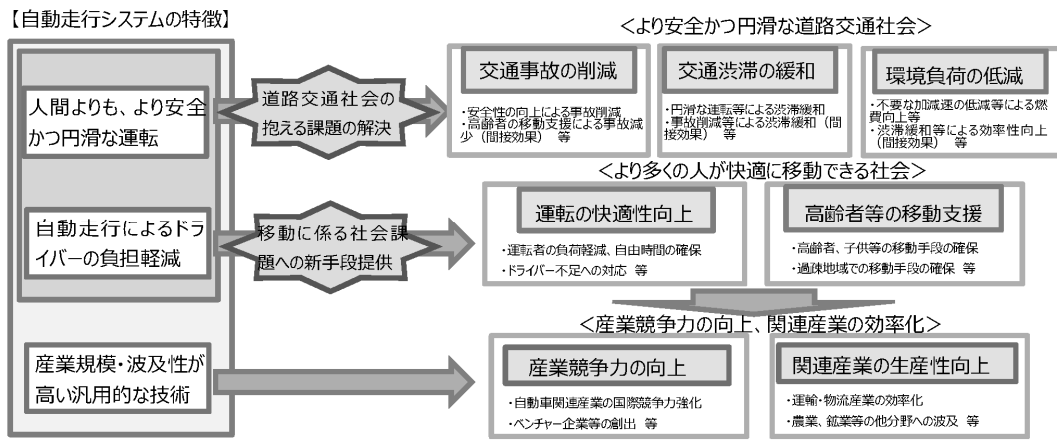 【自動走行システムの特徴】
人間よりも、より安全
かつ円滑な運転
自動走行によるドラ
イバーの負担軽減
産業規模・波及性が
高い汎用的な技術
道路交通社会の
抱える課題の解決
移動に係る社会課
題への新手段提供
<より安全かつ円滑な道路交通社会>
交通事故の削減
・安全性の向上による事故削減
・高齢者の移動支援による事故減
少（間接効果） 等
交通渋滞の緩和
・円滑な運転等による渋滞緩和
・事故削減等による渋滞緩和（間
接効果） 等
環境負荷の低減
・不要な加減速の低減等による燃
費向上等
・渋滞緩和等による効率性向上
（間接効果） 等
<より多くの人が快適に移動できる社会>
運転の快適性向上
・運転者の負荷軽減、自由時間の確保
・ドライバー不足への対応 等
高齢者等の移動支援
・高齢者、子供等の移動手段の確保
・過疎地域での移動手段の確保 等
<産業競争力の向上、関連産業の効率化>
産業競争力の向上
・自動車関連産業の国際競争力強化
・ベンチャー企業等の創出 等
関連産業の生産性向上
・運輸・物流産業の効率化
・農業、鉱業等の他分野への波及 等